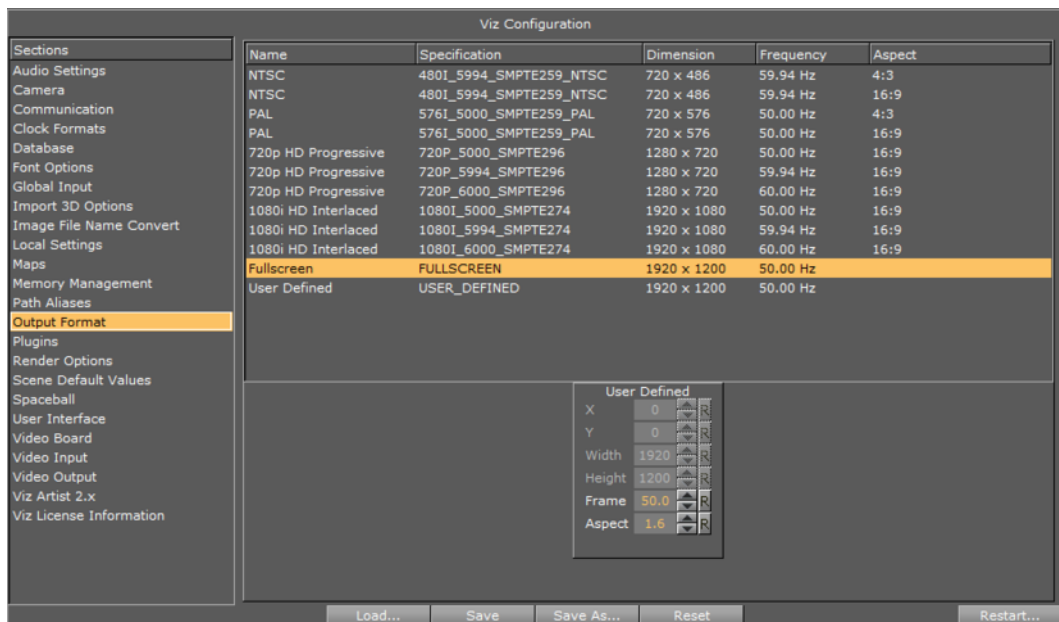 Viz Configuration
Sections
Audio Settings
Camera
Communication
Clock Formats
Database
Font Options
Global Input
Import 3D Options
Image File Name Convert
Local Settings
Maps
Memory Management
Path Aliases
Output Format
Plugins
Render Options
Scene Default Values
Spaceball
User Interface
Video Board
Video Input
Video Output
Viz Artist 2.x
Viz License Information
Name Specification Dimension Frequency Aspect
NTSC 480I_5994_SMPTE259_NTSC 720 x 486 59.94 Hz 4:3
NTSC 480I_5994_SMPTE259_NTSC 720 x 486 59.94 Hz 16:9
PAL 576I_5000_SMPTE259_PAL 720 x 576 50.00 Hz 4:3
PAL 576I_5000_SMPTE259_PAL 720 x 576 50.00 Hz 16:9
720p HD Progressive 720P_5000_SMPTE296 1280 x 720 50.00 Hz 16:9
720p HD Progressive 720P_5994_SMPTE296 1280 x 720 59.94 Hz 16:9
720p HD Progressive 720P_6000_SMPTE296 1280 x 720 60.00 Hz 16:9
1080i HD Interlaced 1080I_5000_SMPTE274 1920 x 1080 50.00 Hz 16:9
1080i HD Interlaced 1080I_5994_SMPTE274 1920 x 1080 59.94 Hz 16:9
1080i HD Interlaced 1080I_6000_SMPTE274 1920 x 1080 60.00 Hz 16:9
Fullscreen FULLSCREEN 1920 x 1200 50.00 Hz
User Defined USER_DEFINED 1920 x 1200 50.00 Hz
User Defined
X 0 R
Y 0 R
Width 1920 R
Height 1200 R
Frame 50.0 R
Aspect 1.6 R
Load... Save Save As... Reset Restart...